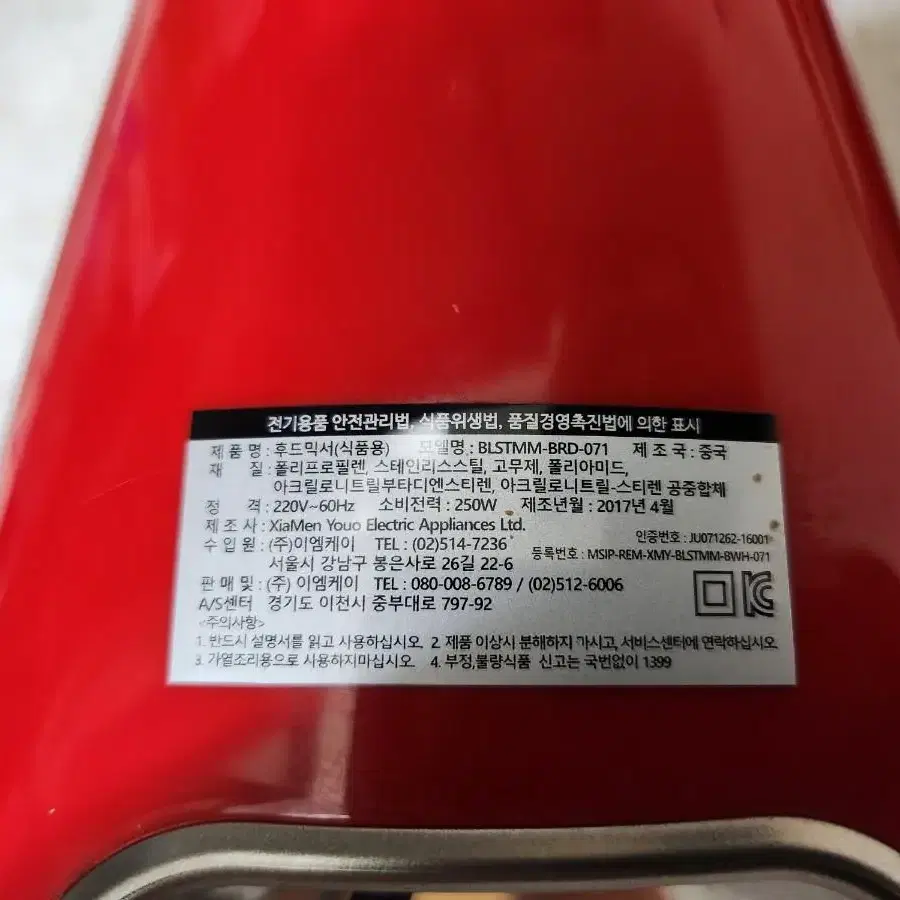 전기용품 안전관리법, 식품위생법, 품질경영촉진법에 의한 표시
제 품 명 : 후드믹서(식품용) 모델명 : BLSTMM-BRD-071 제 조 국 : 중국
재 질 : 폴리프로필렌, 스테인리스스틸, 고무제, 폴리아미드,
아크릴로니트릴부타디엔스티렌, 아크릴로니트릴-스티렌 공중합체
정 격 : 220V~60Hz 소비전력 : 250W 제조년월 : 2017년 4월
제 조 사 : XiaMen Youo Electric Appliances Ltd.
인증번호 : JU071262-16001
수 입 원 : (주)이엠케이 TEL : (02)514-7236
등록번호 : MSIP-REM-XMY-BLSTMM-BWH-071
서울시 강남구 봉은사로 26길 22-6
판 매 및 : (주) 이엠케이 TEL : 080-008-6789 / (02)512-6006
A/S센터 경기도 이천시 중부대로 797-92
<주의사항>
1. 반드시 설명서를 읽고 사용하십시오. 2. 제품 이상시 분해하지 마시고, 서비스센터에 연락하십시오.
3. 가열조리용으로 사용하지마십시오. 4. 부정,불량식품 신고는 국번없이 1399